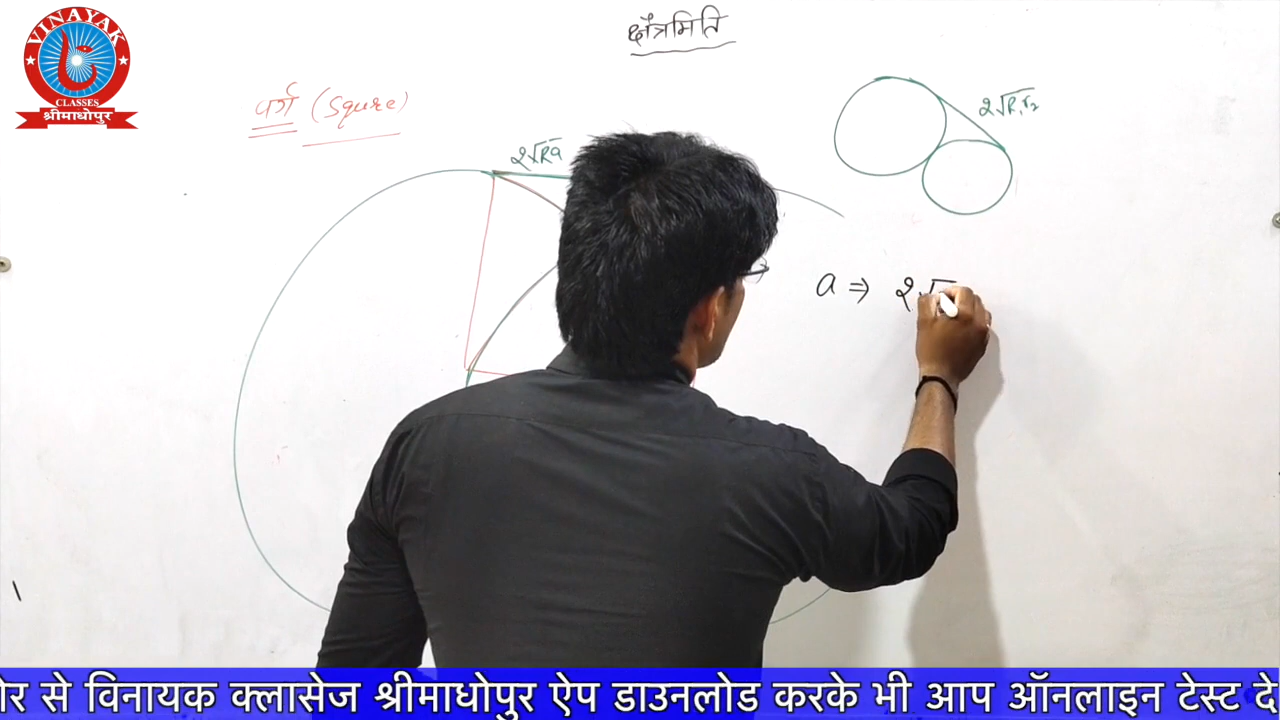 VINAYAK
CLASSES
श्रीमाधोपुर
क्षेत्रमिति
वर्ग (Squre)
2√Ra
2√R₁r₂
a ⇒ 2√
से विनायक क्लासेज श्रीमाधोपुर ऐप डाउनलोड करके भी आप ऑनलाइन टेस्ट दे